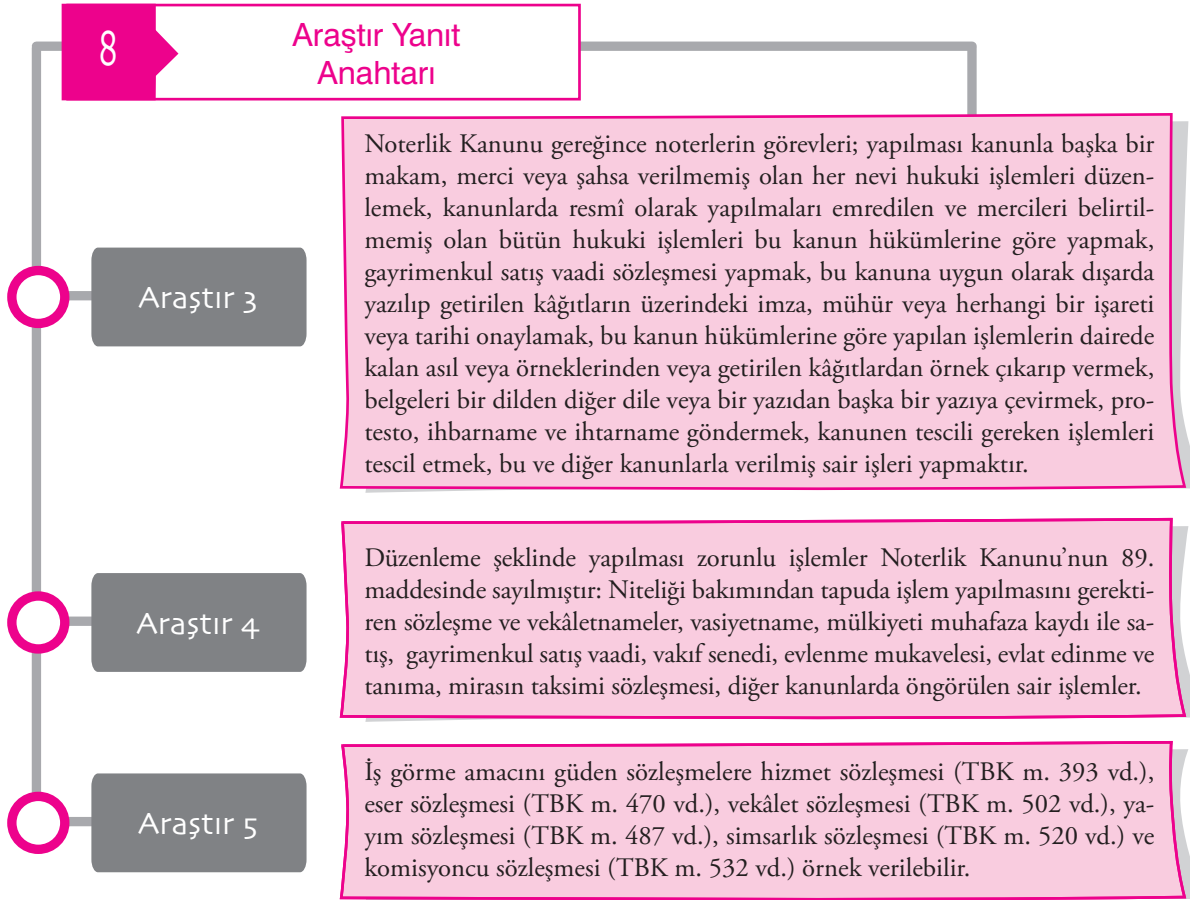 8
Araştır Yanıt
Anahtarı
Araştır 3
Noterlik Kanunu gereğince noterlerin görevleri; yapılması kanunla başka bir
makam, merci veya şahsa verilmemiş olan her nevi hukuki işlemleri düzen-
lemek, kanunlarda resmî olarak yapılmaları emredilen ve mercileri belirtil-
memiş olan bütün hukuki işlemleri bu kanun hükümlerine göre yapmak,
gayrimenkul satış vaadi sözleşmesi yapmak, bu kanuna uygun olarak dışarda
yazılıp getirilen kâğıtların üzerindeki imza, mühür veya herhangi bir işareti
veya tarihi onaylamak, bu kanun hükümlerine göre yapılan işlemlerin dairede
kalan asıl veya örneklerinden veya getirilen kâğıtlardan örnek çıkarıp vermek,
belgeleri bir dilden diğer dile veya bir yazıdan başka bir yazıya çevirmek, pro-
testo, ihbarname ve ihtarname göndermek, kanunen tescili gereken işlemleri
tescil etmek, bu ve diğer kanunlarla verilmiş sair işleri yapmaktır.
Araştır 4
Düzenleme şeklinde yapılması zorunlu işlemler Noterlik Kanunu’nun 89.
maddesinde sayılmıştır: Niteliği bakımından tapuda işlem yapılmasını gerekti-
ren sözleşme ve vekâletnameler, vasiyetname, mülkiyeti muhafaza kaydı ile sa-
tış, gayrimenkul satış vaadi, vakıf senedi, evlenme mukavelesi, evlat edinme ve
tanıma, mirasın taksimi sözleşmesi, diğer kanunlarda öngörülen sair işlemler.
Araştır 5
İş görme amacını güden sözleşmelere hizmet sözleşmesi (TBK m. 393 vd.),
eser sözleşmesi (TBK m. 470 vd.), vekâlet sözleşmesi (TBK m. 502 vd.), ya-
yım sözleşmesi (TBK m. 487 vd.), simsarlık sözleşmesi (TBK m. 520 vd.) ve
komisyoncu sözleşmesi (TBK m. 532 vd.) örnek verilebilir.